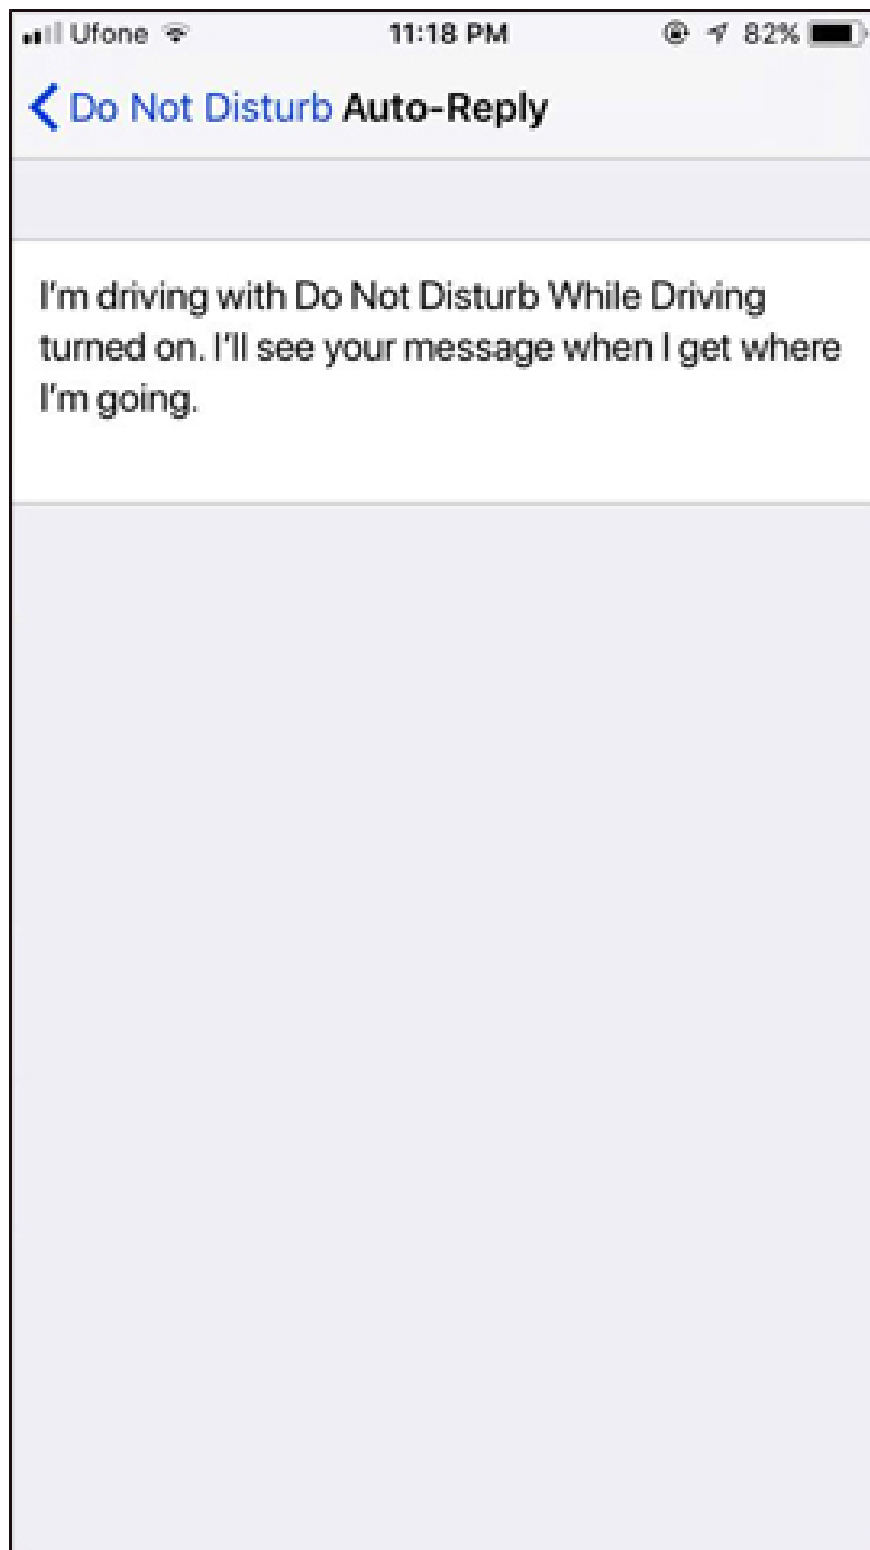 Ufone 11:18 PM 82%
Do Not Disturb Auto-Reply
I'm driving with Do Not Disturb While Driving
turned on. I'll see your message when I get where
I'm going.